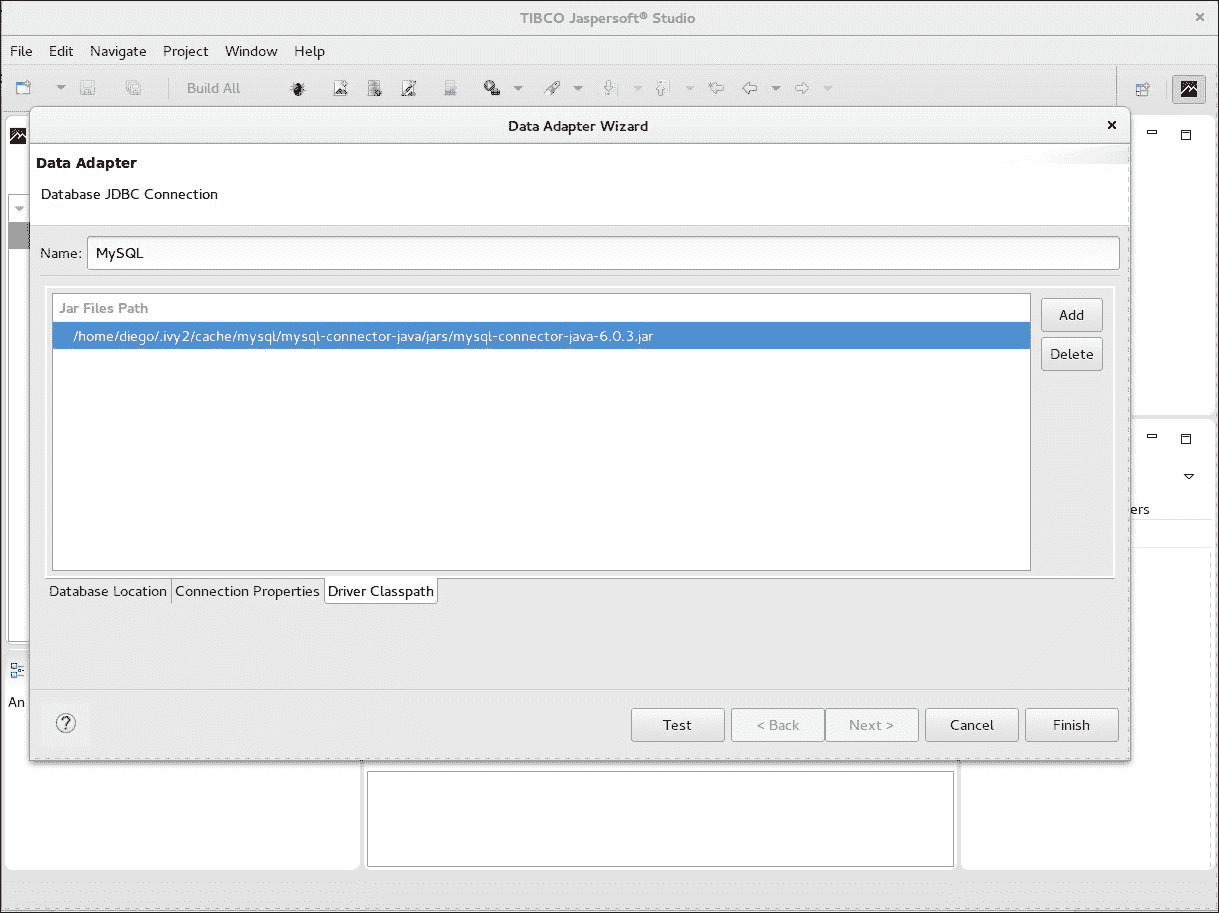 TIBCO Jaspersoft® Studio
File Edit Navigate Project Window Help
Build All
Data Adapter Wizard
Data Adapter
Database JDBC Connection
Name: MySQL
Jar Files Path
/home/diego/.ivy2/cache/mysql/mysql-connector-java/jars/mysql-connector-java-6.0.3.jar
Add
Delete
ers
Database Location Connection Properties Driver Classpath
An
Test < Back Next > Cancel Finish